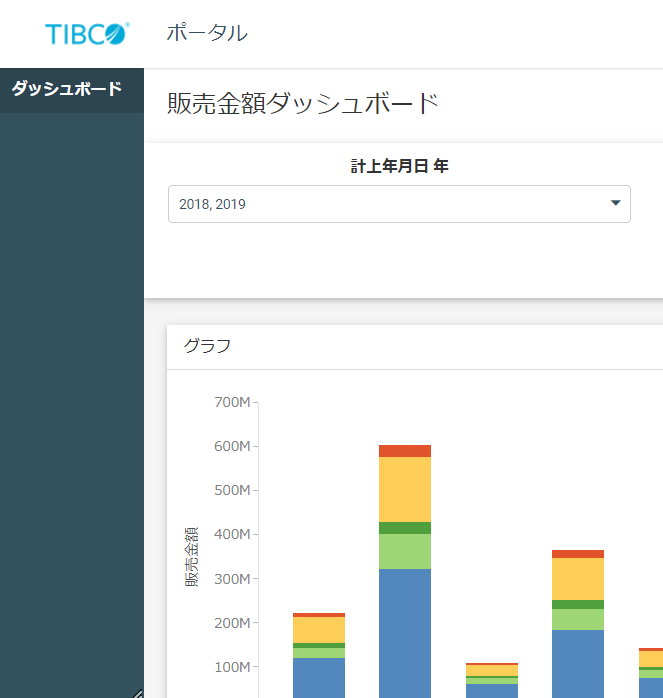 TIBCO®
ポータル
ダッシュボード
販売金額ダッシュボード
計上年月日 年
2018, 2019
グラフ
700M
600M
500M
400M
300M
200M
100M
販売金額